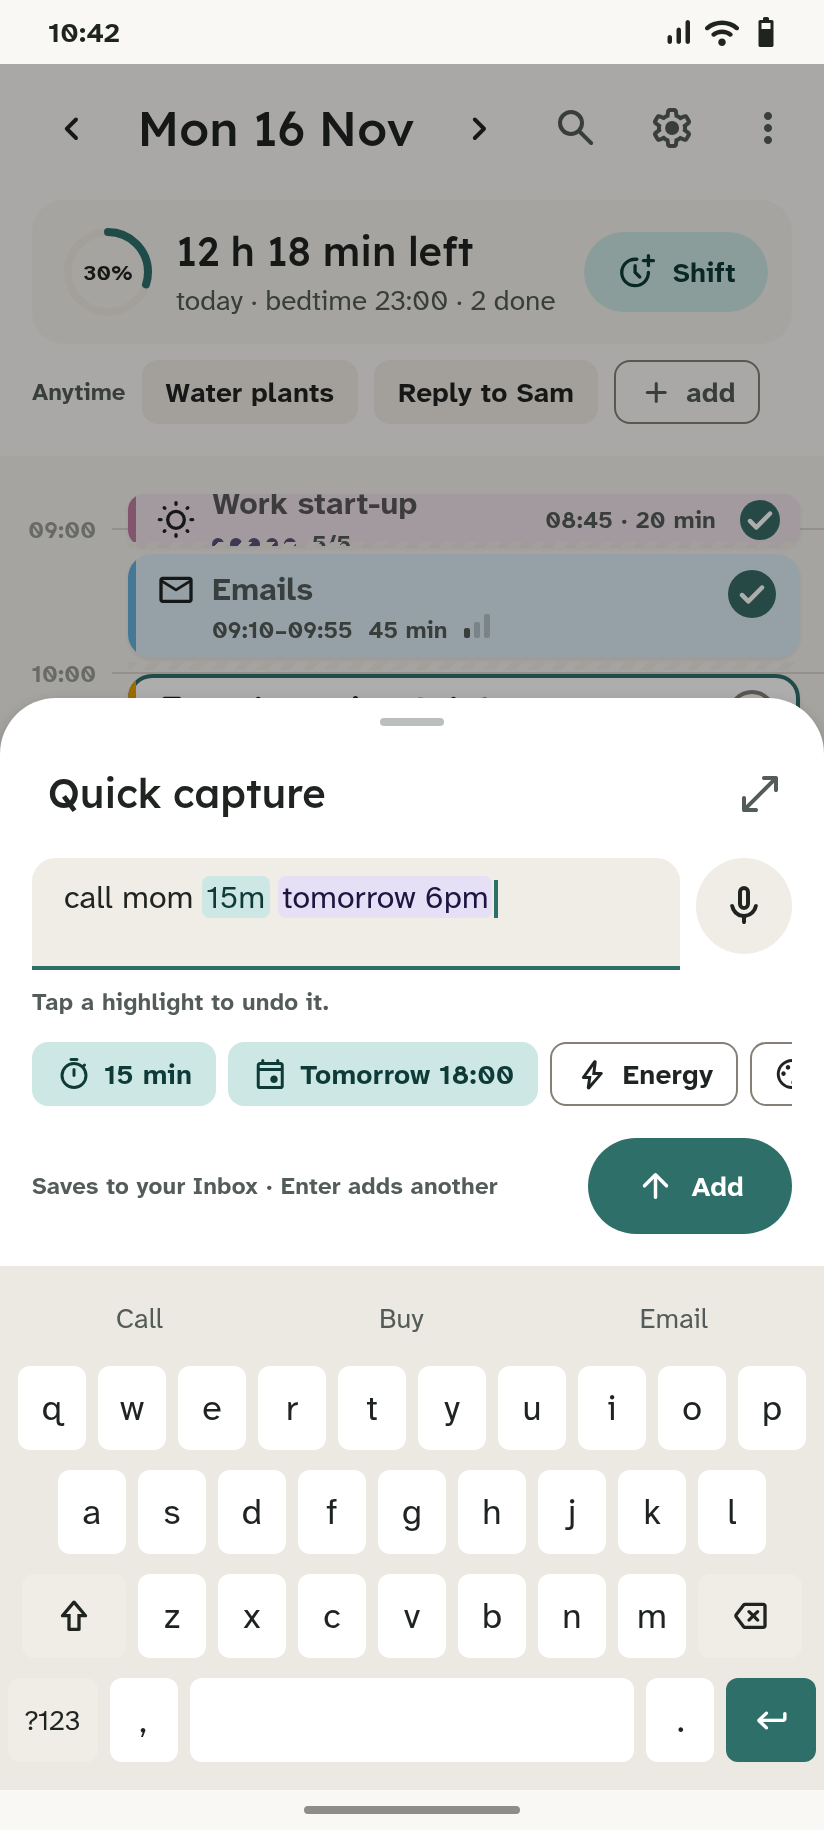 10:42
Mon 16 Nov
30%
12 h 18 min left
today · bedtime 23:00 · 2 done
Shift
Anytime
Water plants
Reply to Sam
add
09:00
Work start-up
5/5
08:45 · 20 min
Emails
09:10–09:55 45 min
10:00
Quick capture
call mom 15m tomorrow 6pm
Tap a highlight to undo it.
15 min
Tomorrow 18:00
Energy
Saves to your Inbox · Enter adds another
Add
Call Buy Email
q w e r t y u i o p
a s d f g h j k l
z x c v b n m
?123 , .